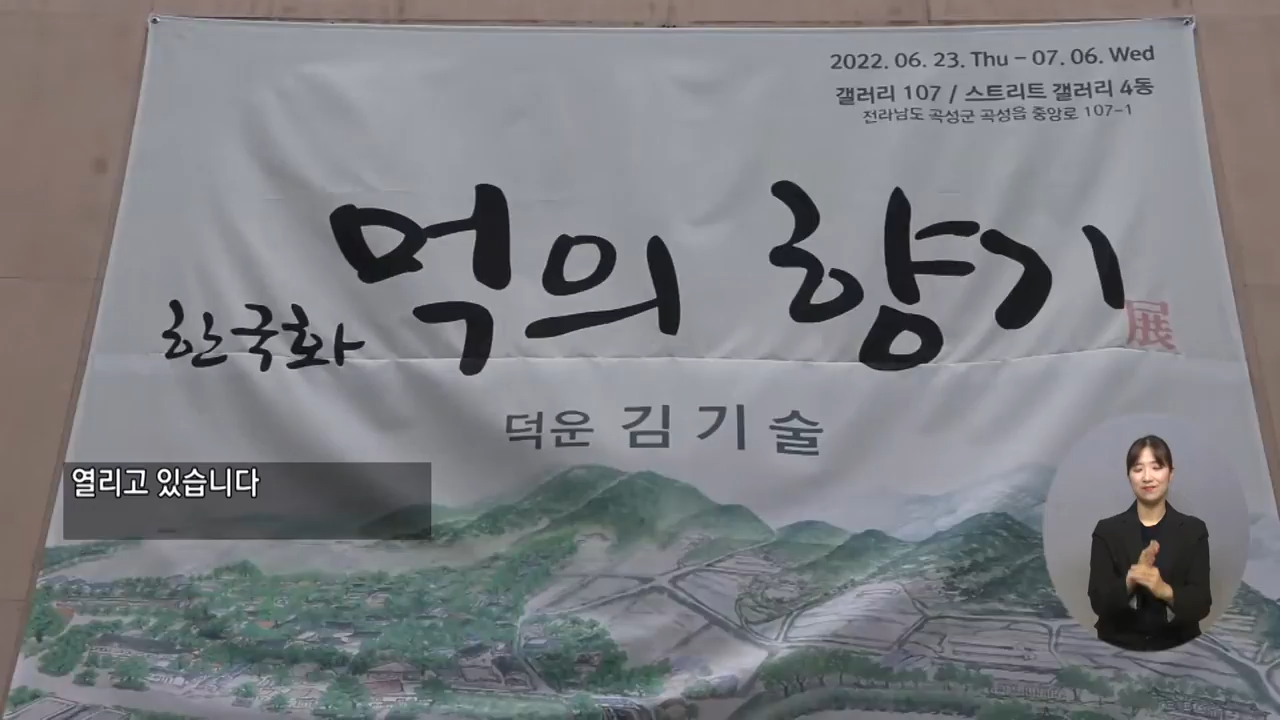 2022. 06. 23. Thu – 07. 06. Wed
갤러리 107 / 스트리트 갤러리 4동
전라남도 곡성군 곡성읍 중앙로 107-1
한국화 먹의 향기 展
덕운 김기술
열리고 있습니다